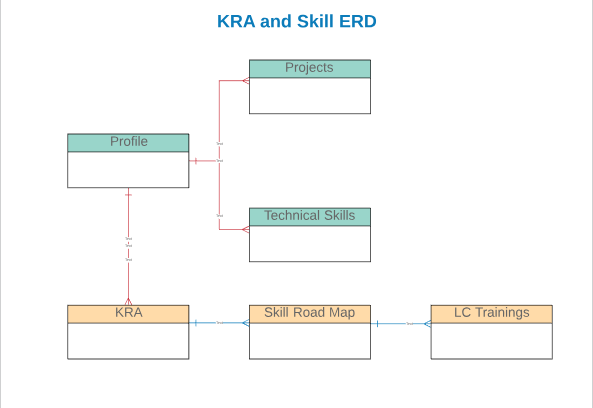 KRA and Skill ERD
Projects
Profile
Technical Skills
KRA
Skill Road Map
LC Trainings